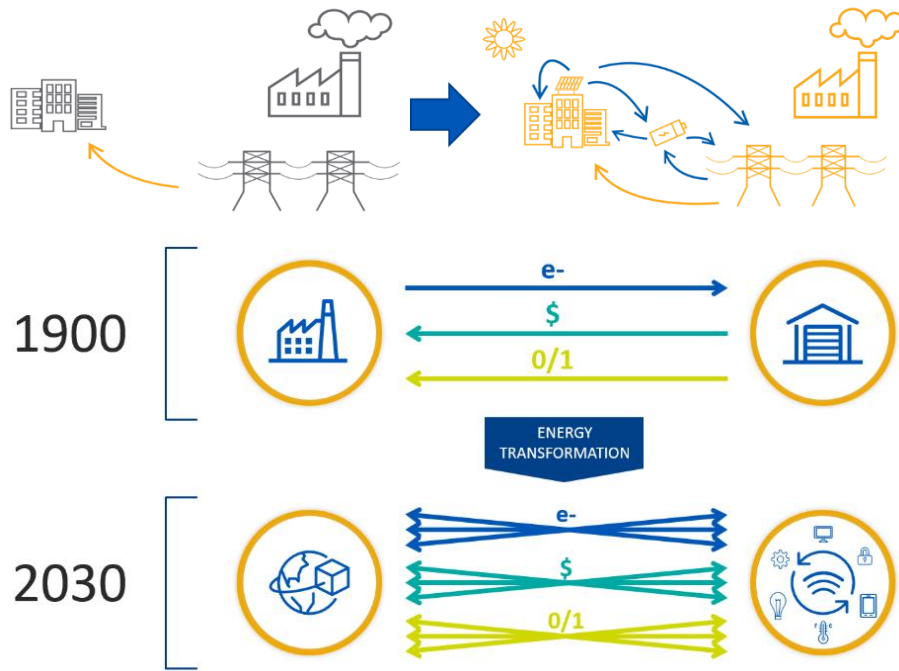 1900
e-
$
0/1
ENERGY
TRANSFORMATION
2030
e-
$
0/1
F C